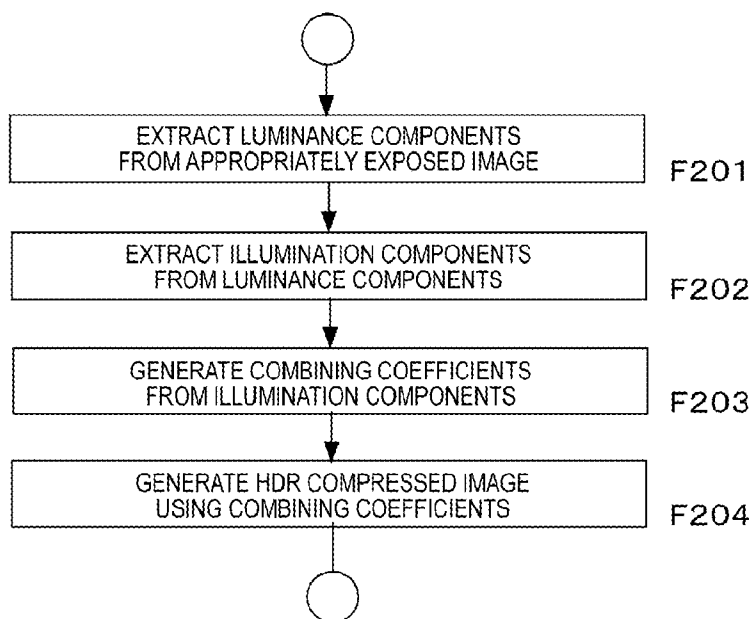 EXTRACT LUMINANCE COMPONENTS
FROM APPROPRIATELY EXPOSED IMAGE
F201
EXTRACT ILLUMINATION COMPONENTS
FROM LUMINANCE COMPONENTS
F202
GENERATE COMBINING COEFFICIENTS
FROM ILLUMINATION COMPONENTS
F203
GENERATE HDR COMPRESSED IMAGE
USING COMBINING COEFFICIENTS
F204